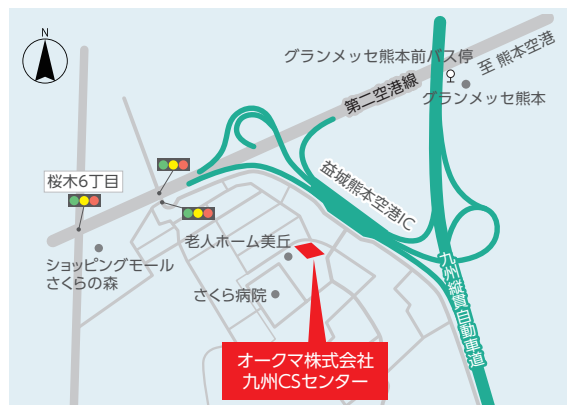 N
グランメッセ熊本前バス停
至 熊本空港
第二空港線
グランメッセ熊本
桜木6丁目
益城熊本空港IC
老人ホーム美丘
ショッピングモール
さくらの森
さくら病院
九州縦貫自動車道
オークマ株式会社
九州CSセンター